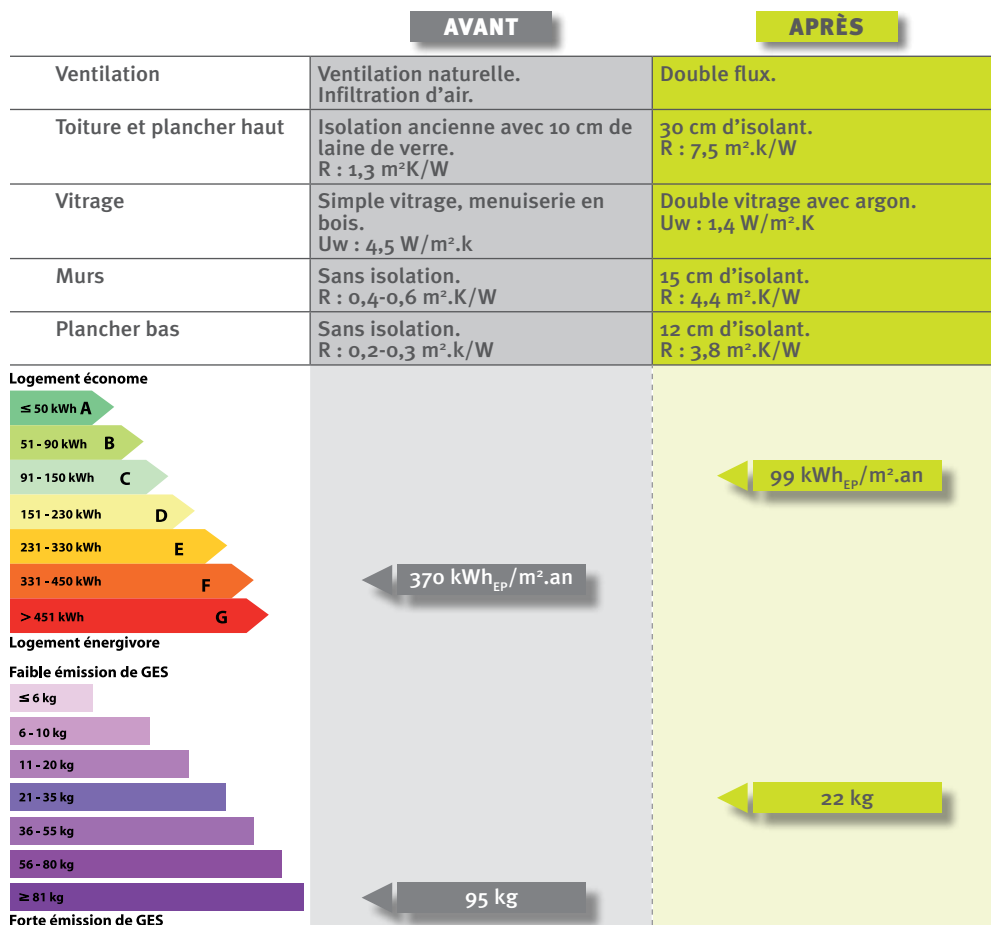 AVANT
APRÈS
Ventilation
Ventilation naturelle.
Infiltration d'air.
Double flux.
Toiture et plancher haut
Isolation ancienne avec 10 cm de
laine de verre.
R : 1,3 m²K/W
30 cm d'isolant.
R : 7,5 m².k/W
Vitrage
Simple vitrage, menuiserie en
bois.
Uw : 4,5 W/m².k
Double vitrage avec argon.
Uw : 1,4 W/m².K
Murs
Sans isolation.
R : 0,4-0,6 m².K/W
15 cm d'isolant.
R : 4,4 m².K/W
Plancher bas
Sans isolation.
R : 0,2-0,3 m².k/W
12 cm d'isolant.
R : 3,8 m².K/W
Logement économe
≤ 50 kWh A
51 - 90 kWh B
91 - 150 kWh C
99 kWhEP/m².an
151 - 230 kWh D
231 - 330 kWh E
331 - 450 kWh F
370 kWhEP/m².an
> 451 kWh G
Logement énergivore
Faible émission de GES
≤ 6 kg
6 - 10 kg
11 - 20 kg
21 - 35 kg
22 kg
36 - 55 kg
56 - 80 kg
≥ 81 kg
95 kg
Forte émission de GES